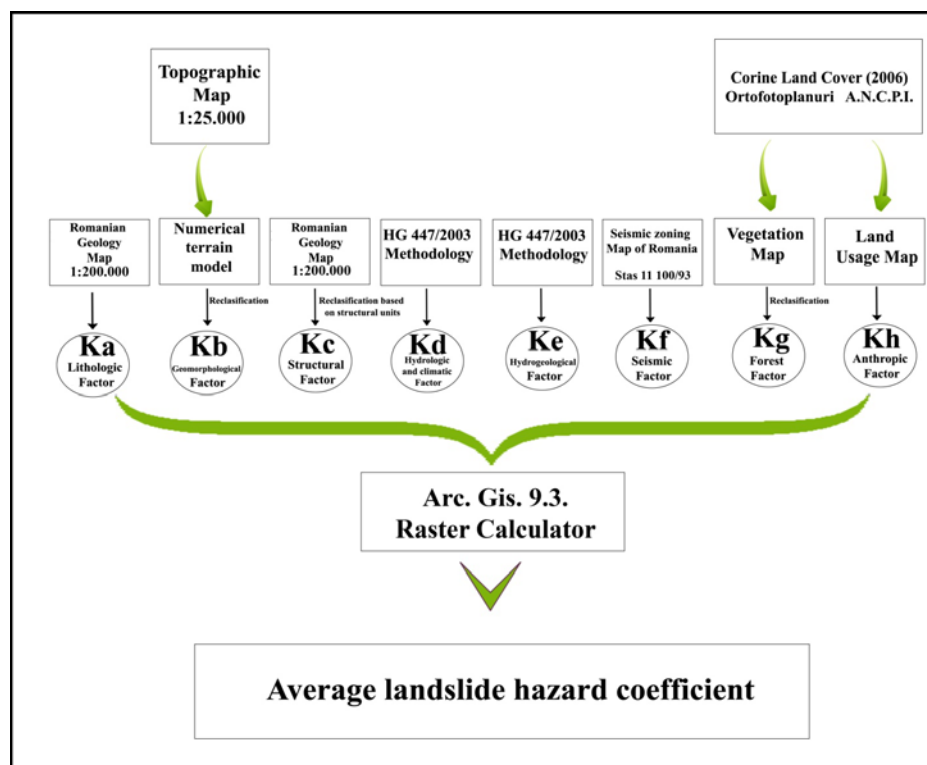 Topographic
Map
1:25.000
Corine Land Cover (2006)
Ortofotoplanuri A.N.C.P.I.
Romanian
Geology
Map
1:200.000
Numerical
terrain
model
Romanian
Geology
Map
1:200.000
HG 447/2003
Methodology
HG 447/2003
Methodology
Seismic zoning
Map of Romania
Stas 11 100/93
Vegetation
Map
Land
Usage Map
Reclasification
Reclasification based
on structural units
Reclasification
Ka
Lithologic
Factor
Kb
Geomorphological
Factor
Kc
Structural
Factor
Kd
Hydrologic
and climatic
Factor
Ke
Hydrogeological
Factor
Kf
Seismic
Factor
Kg
Forest
Factor
Kh
Anthropic
Factor
Arc. Gis. 9.3.
Raster Calculator
Average landslide hazard coefficient